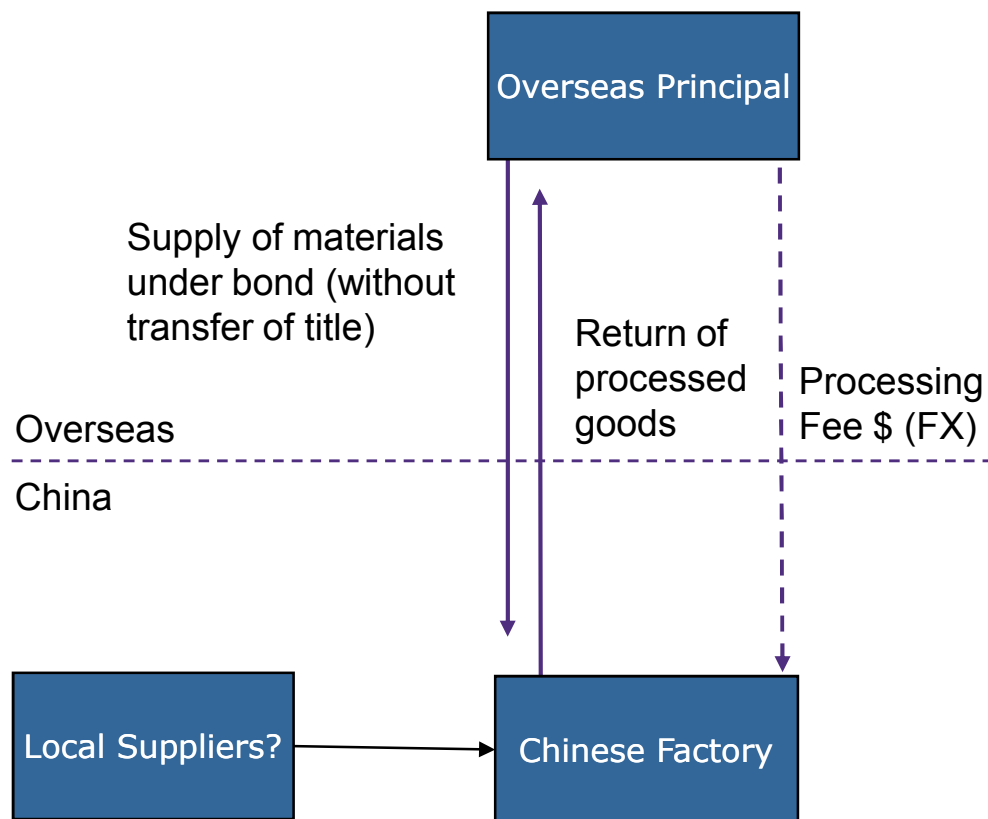 Overseas Principal
Supply of materials
under bond (without
transfer of title)
Return of
processed
goods
Processing
Fee $ (FX)
Overseas
China
Local Suppliers?
Chinese Factory